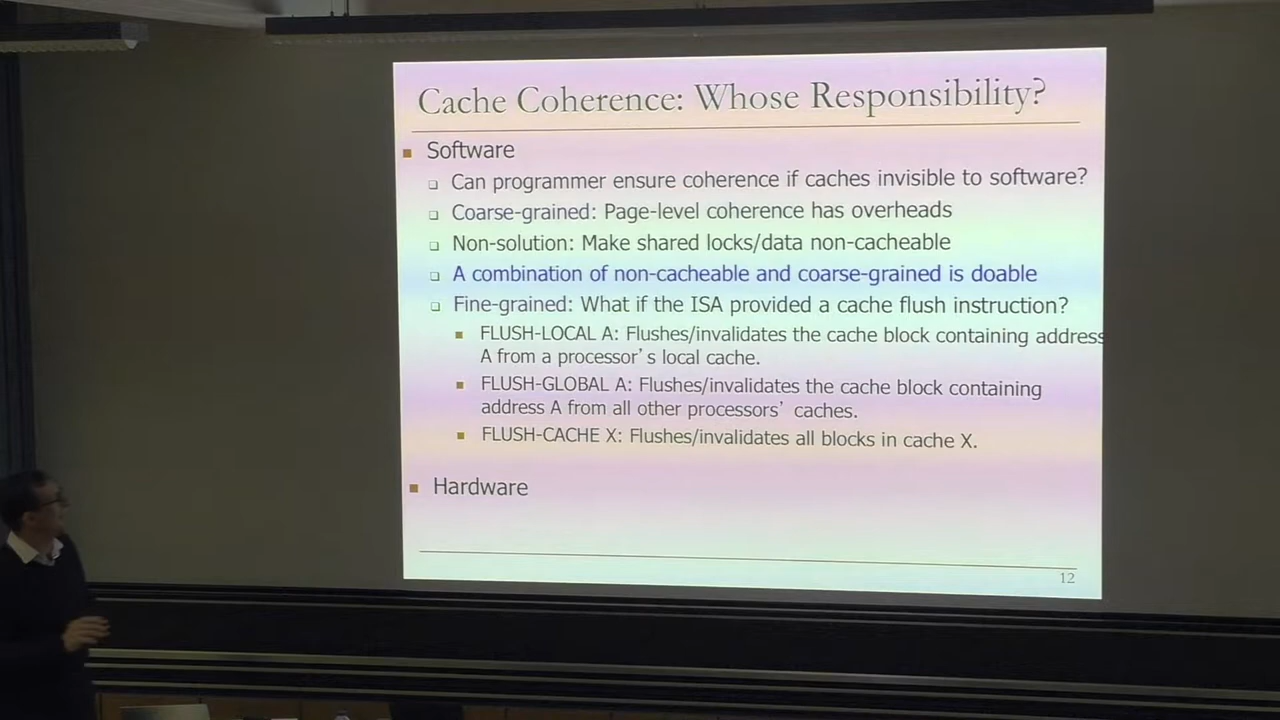 Cache Coherence: Whose Responsibility?
Software
Can programmer ensure coherence if caches invisible to software?
Coarse-grained: Page-level coherence has overheads
Non-solution: Make shared locks/data non-cacheable
A combination of non-cacheable and coarse-grained is doable
Fine-grained: What if the ISA provided a cache flush instruction?
FLUSH-LOCAL A: Flushes/invalidates the cache block containing address
A from a processor's local cache.
FLUSH-GLOBAL A: Flushes/invalidates the cache block containing
address A from all other processors' caches.
FLUSH-CACHE X: Flushes/invalidates all blocks in cache X.
Hardware
12